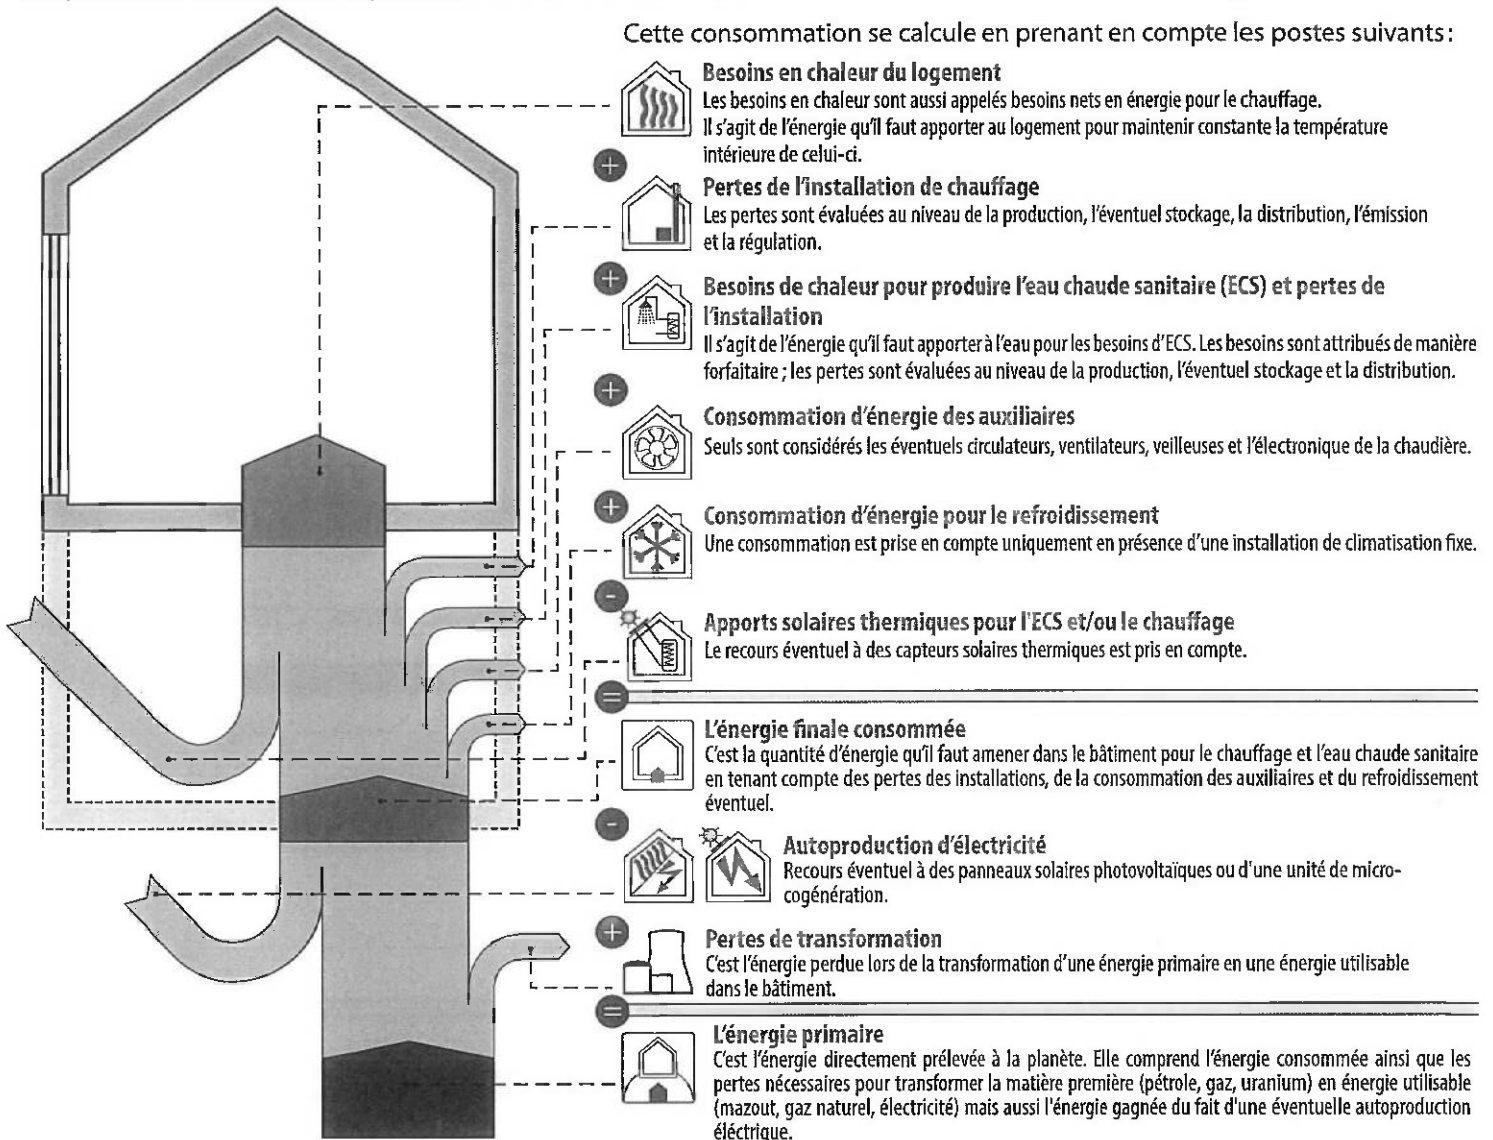 Cette consommation se calcule en prenant en compte les postes suivants:
Besoins en chaleur du logement
Les besoins en chaleur sont aussi appelés besoins nets en énergie pour le chauffage.
Il s'agit de l'énergie qu'il faut apporter au logement pour maintenir constante la température
intérieure de celui-ci.
+
Pertes de l'installation de chauffage
Les pertes sont évaluées au niveau de la production, l'éventuel stockage, la distribution, l'émission
et la régulation.
+
Besoins de chaleur pour produire l'eau chaude sanitaire (ECS) et pertes de
l'installation
Il s'agit de l'énergie qu'il faut apporter à l'eau pour les besoins d'ECS. Les besoins sont attribués de manière
forfaitaire ; les pertes sont évaluées au niveau de la production, l'éventuel stockage et la distribution.
+
Consommation d'énergie des auxiliaires
Seuls sont considérés les éventuels circulateurs, ventilateurs, veilleuses et l'électronique de la chaudière.
+
Consommation d'énergie pour le refroidissement
Une consommation est prise en compte uniquement en présence d'une installation de climatisation fixe.
-
Apports solaires thermiques pour l'ECS et/ou le chauffage
Le recours éventuel à des capteurs solaires thermiques est pris en compte.
=
L'énergie finale consommée
C'est la quantité d'énergie qu'il faut amener dans le bâtiment pour le chauffage et l'eau chaude sanitaire
en tenant compte des pertes des installations, de la consommation des auxiliaires et du refroidissement
éventuel.
-
Autoproduction d'électricité
Recours éventuel à des panneaux solaires photovoltaïques ou d'une unité de micro-
cogénération.
+
Pertes de transformation
C'est l'énergie perdue lors de la transformation d'une énergie primaire en une énergie utilisable
dans le bâtiment.
=
L'énergie primaire
C'est l'énergie directement prélevée à la planète. Elle comprend l'énergie consommée ainsi que les
pertes nécessaires pour transformer la matière première (pétrole, gaz, uranium) en énergie utilisable
(mazout, gaz naturel, électricité) mais aussi l'énergie gagnée du fait d'une éventuelle autoproduction
éléctrique.